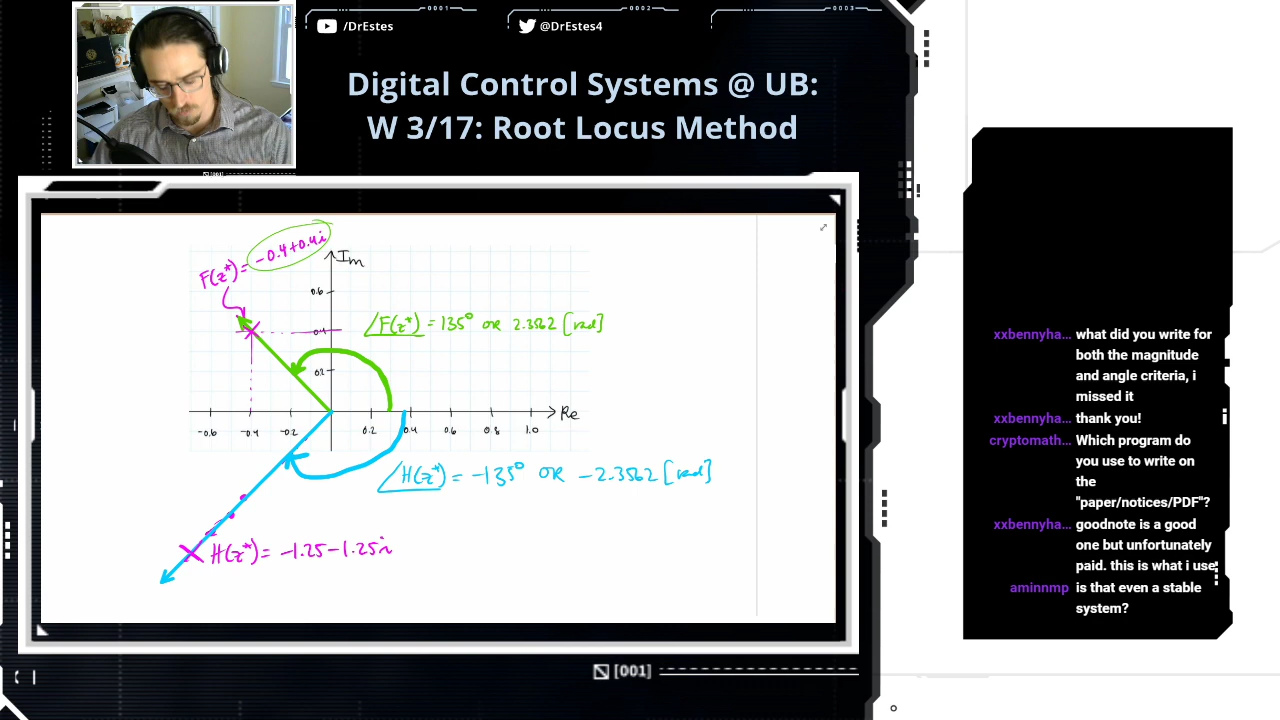 0001
0002
0003
/DrEstes
@DrEstes4
Digital Control Systems @ UB:
W 3/17: Root Locus Method
[001]
F(z*) = -0.4+0.4i
Im
0.6
∠F(z*) = 135° OR 2.3562 [rad]
0.4
0.2
Re
-0.6 -0.4 -0.2 0.2 0.4 0.6 0.8 1.0
∠H(z*) = -135° OR -2.3562 [rad]
H(z*) = -1.25-1.25i
[001]
xxbennyha... what did you write for
both the magnitude
and angle criteria, i
missed it
xxbennyha... thank you!
cryptomath... Which program do
you use to write on
the
"paper/notices/PDF"?
xxbennyha... goodnote is a good
one but unfortunately
paid. this is what i use
aminnmp is that even a stable
system?